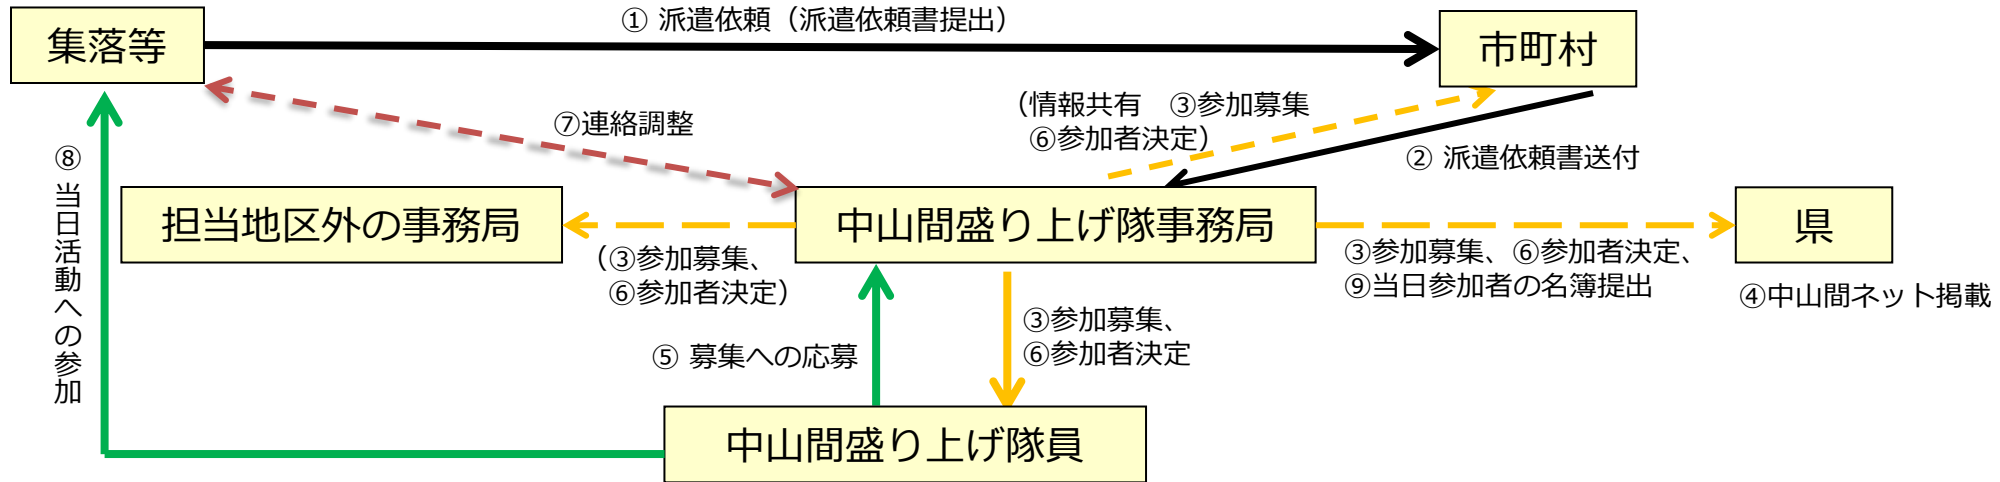 ① 派遣依頼（派遣依頼書提出）
集落等
市町村
（情報共有　③参加募集
⑥参加者決定）
⑦連絡調整
② 派遣依頼書送付
⑧当日活動への参加
担当地区外の事務局
中山間盛り上げ隊事務局
県
（③参加募集、
⑥参加者決定）
③参加募集、⑥参加者決定、
⑨当日参加者の名簿提出
④中山間ネット掲載
③参加募集、
⑥参加者決定
⑤ 募集への応募
中山間盛り上げ隊員